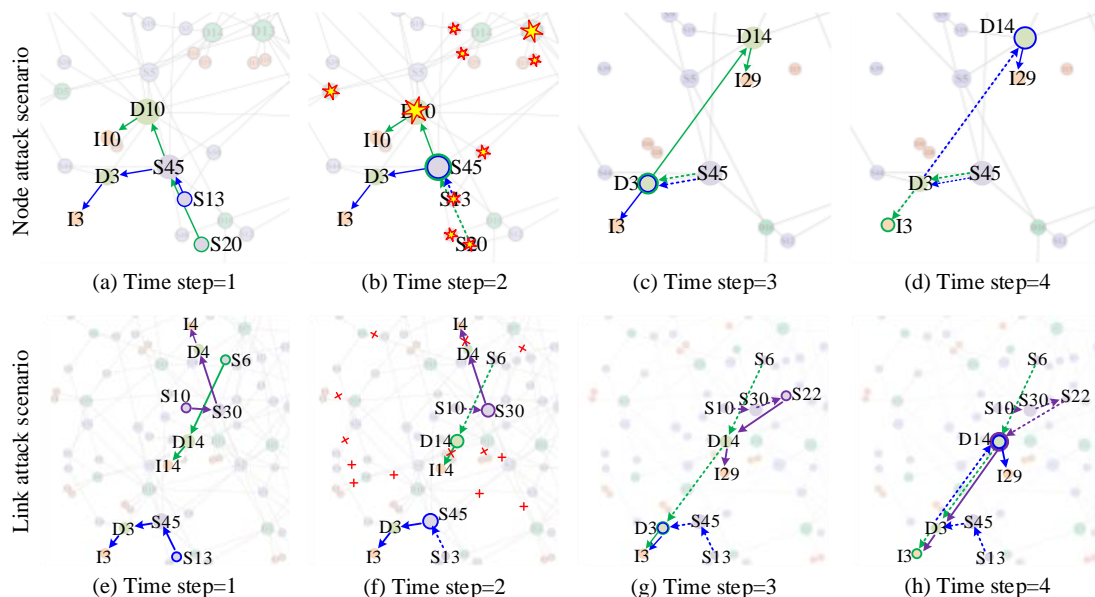 Node attack scenario
D10
I10
S45
D3
S13
I3
S20
(a) Time step=1
D10
I10
S45
D3
S13
I3
S20
(b) Time step=2
D14
I29
D3
S45
I3
(c) Time step=3
D14
I29
S45
D3
I3
(d) Time step=4
Link attack scenario
I4
D4
S6
S10
S30
D14
I14
S45
D3
I3
S13
(e) Time step=1
I4
D4
S6
S10
S30
D14
I14
S45
D3
I3
S13
(f) Time step=2
S6
S22
S30
S10
D14
I29
D3
S45
I3
S13
(g) Time step=3
S6
S22
S30
S10
D14
I29
D3
S45
I3
S13
(h) Time step=4